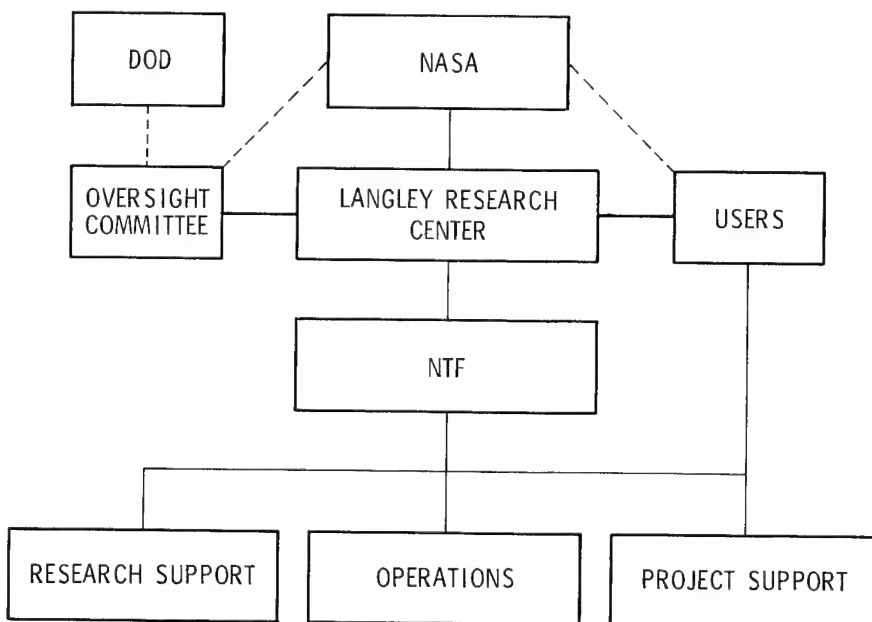 DOD
NASA
OVERSIGHT
COMMITTEE
LANGLEY RESEARCH
CENTER
USERS
NTF
RESEARCH SUPPORT
OPERATIONS
PROJECT SUPPORT